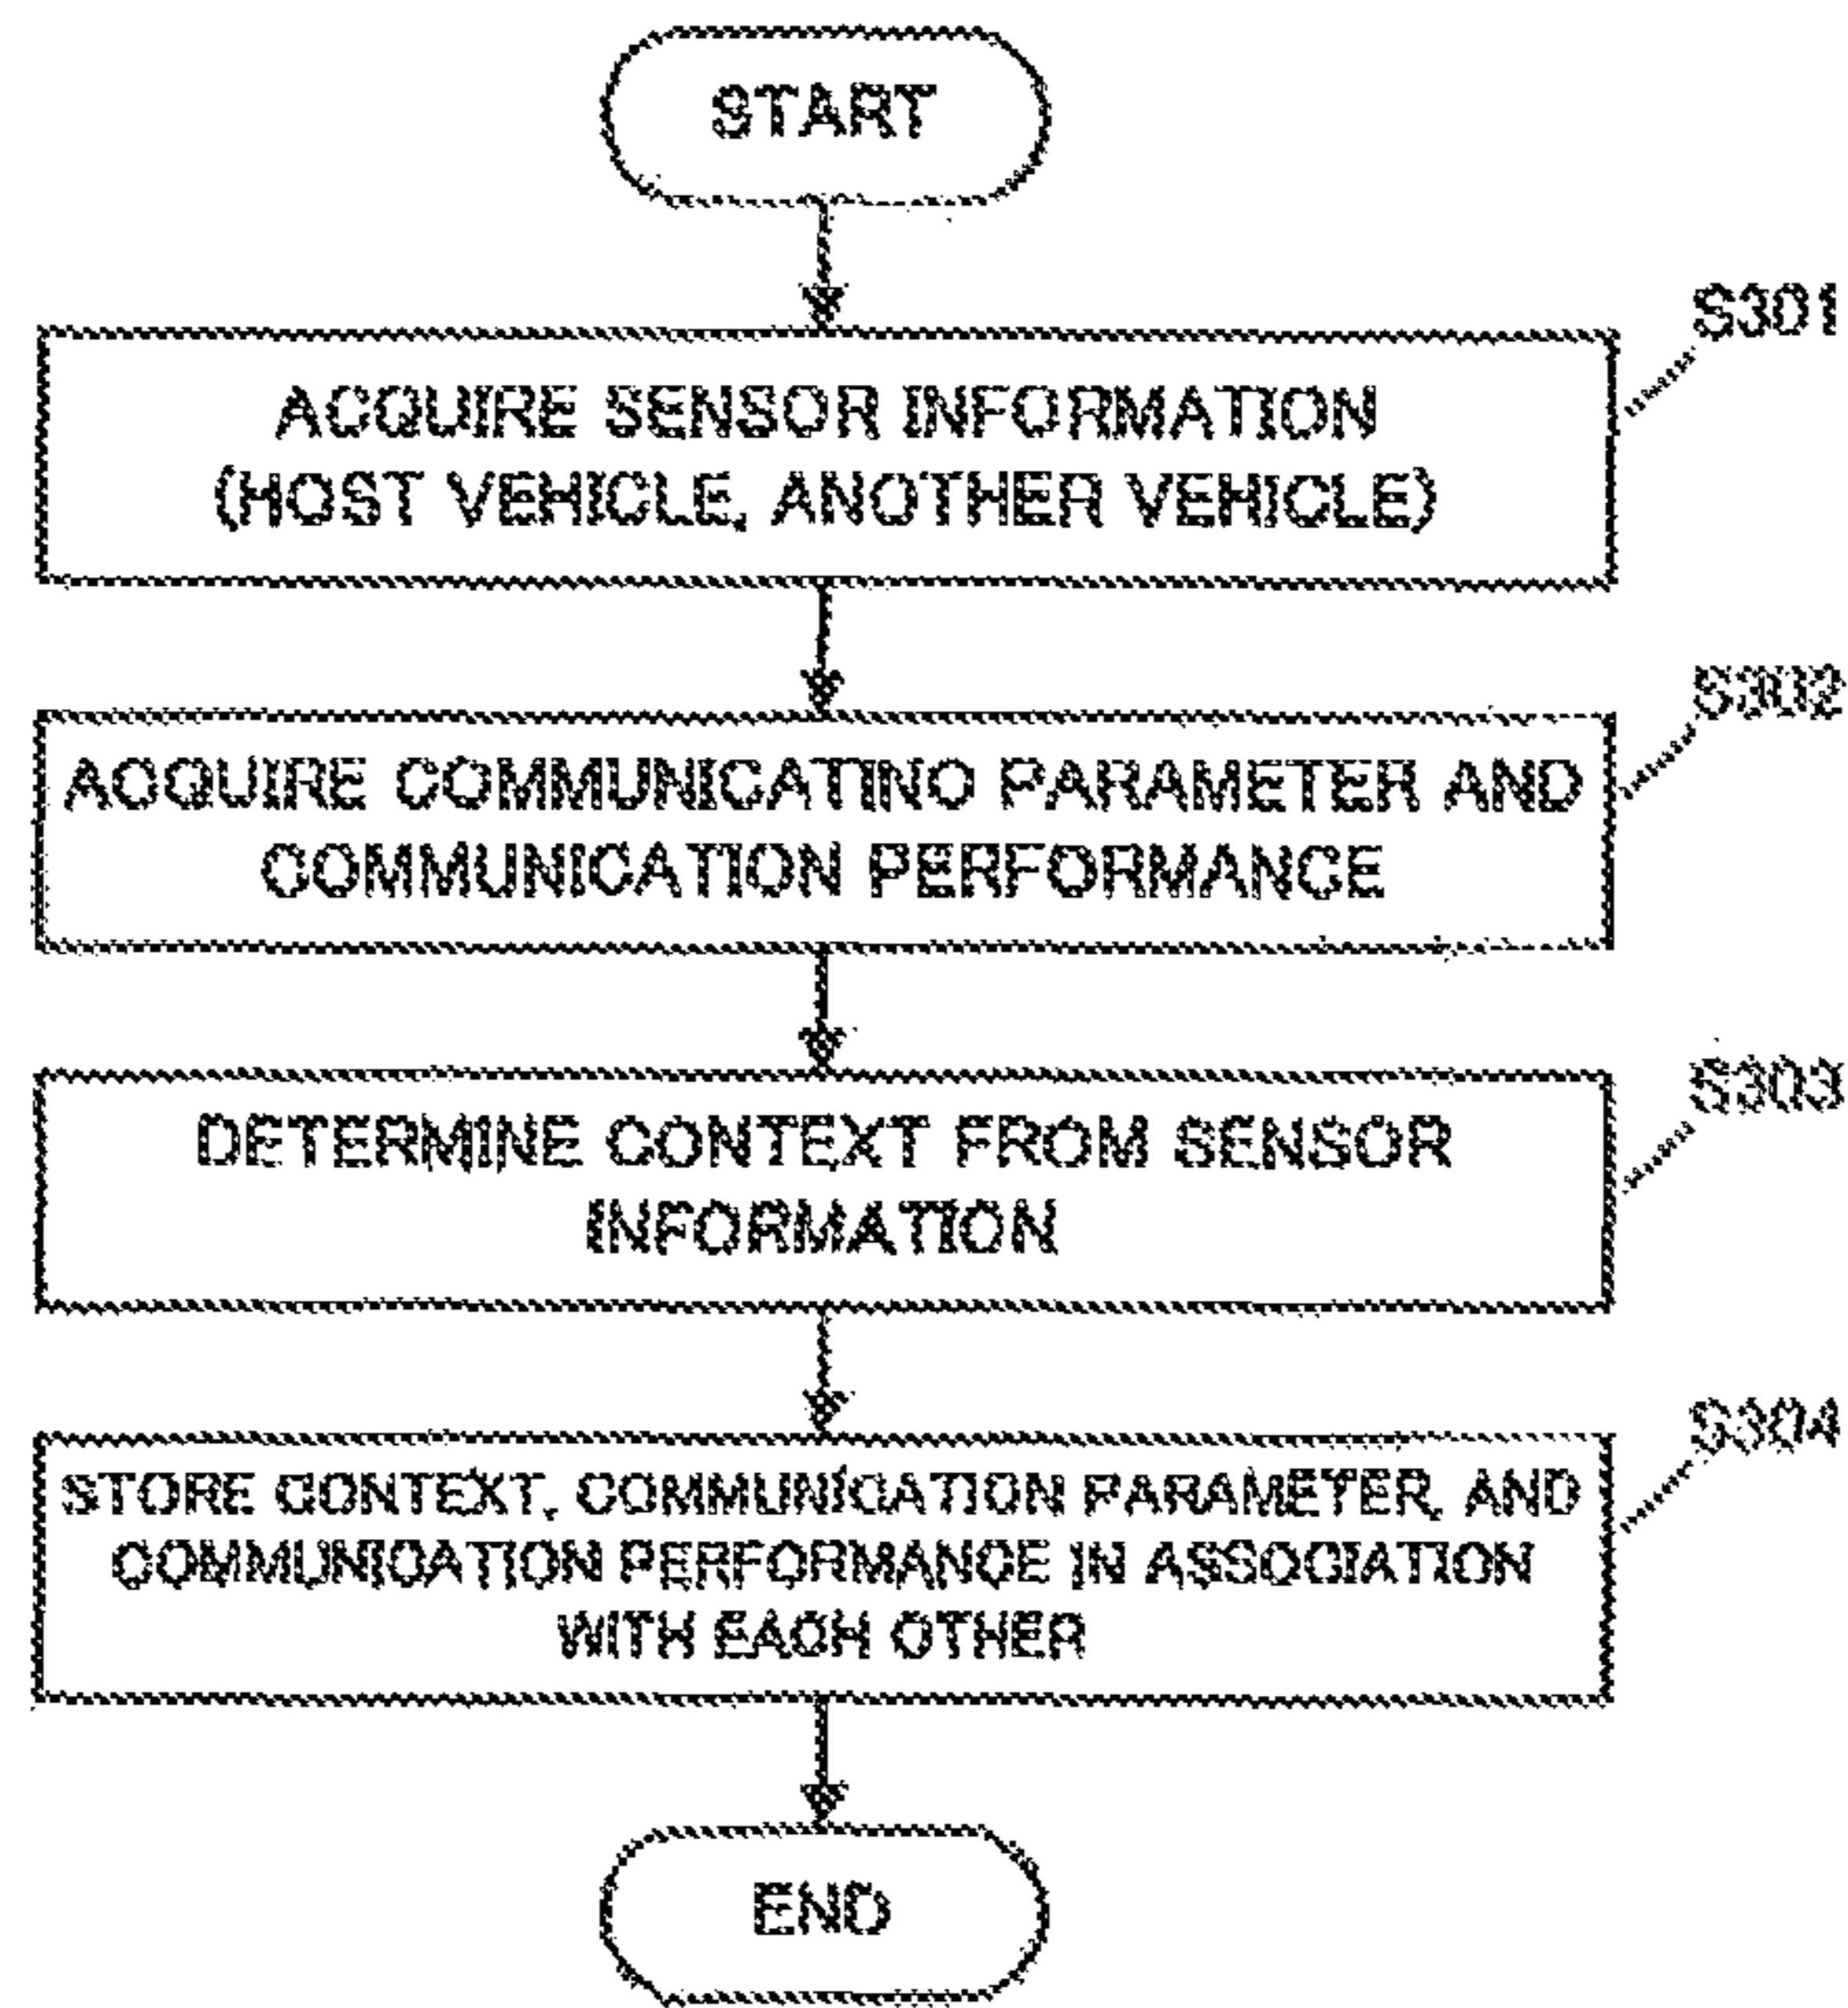 START
S301
ACQUIRE SENSOR INFORMATION
(HOST VEHICLE, ANOTHER VEHICLE)
S302
ACQUIRE COMMUNICATINO PARAMETER AND
COMMUNICATION PERFORMANCE
S303
DETERMINE CONTEXT FROM SENSOR
INFORMATION
S304
STORE CONTEXT, COMMUNICATION PARAMETER, AND
COMMUNICATION PERFORMANCE IN ASSOCIATION
WITH EACH OTHER
END